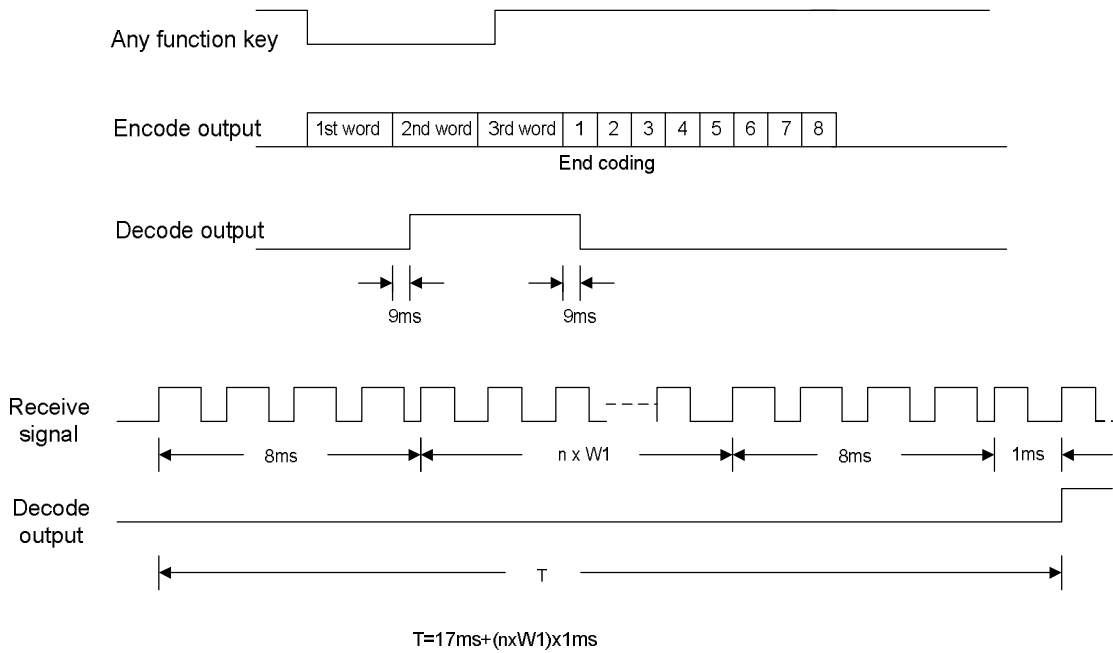 Any function key
Encode output
1st word 2nd word 3rd word 1 2 3 4 5 6 7 8
End coding
Decode output
9ms 9ms
Receive
signal
8ms n x W1 8ms 1ms
Decode
output
T
T=17ms+(nxW1)x1ms